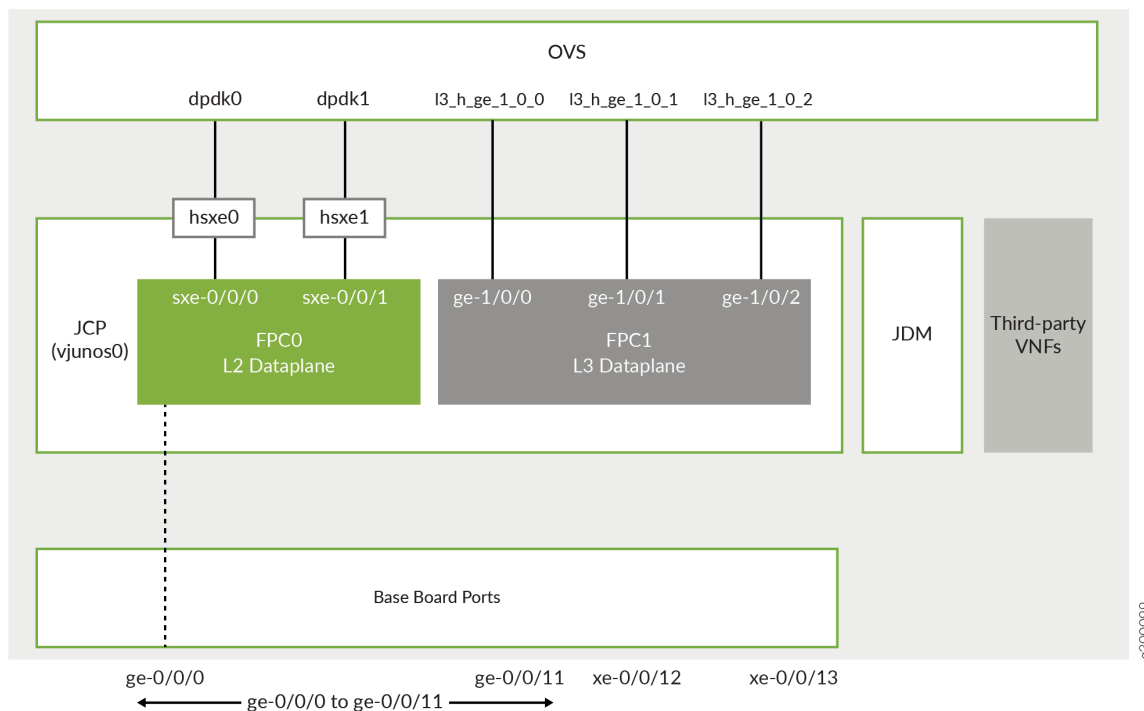 OVS
dpdk0 dpdk1 l3_h_ge_1_0_0 l3_h_ge_1_0_1 l3_h_ge_1_0_2
hsxe0 hsxe1
sxe-0/0/0 sxe-0/0/1 ge-1/0/0 ge-1/0/1 ge-1/0/2
JCP
(vjunos0)
FPC0
L2 Dataplane
FPC1
L3 Dataplane
JDM
Third-party
VNFs
Base Board Ports
ge-0/0/0 ge-0/0/11 xe-0/0/12 xe-0/0/13
ge-0/0/0 to ge-0/0/11